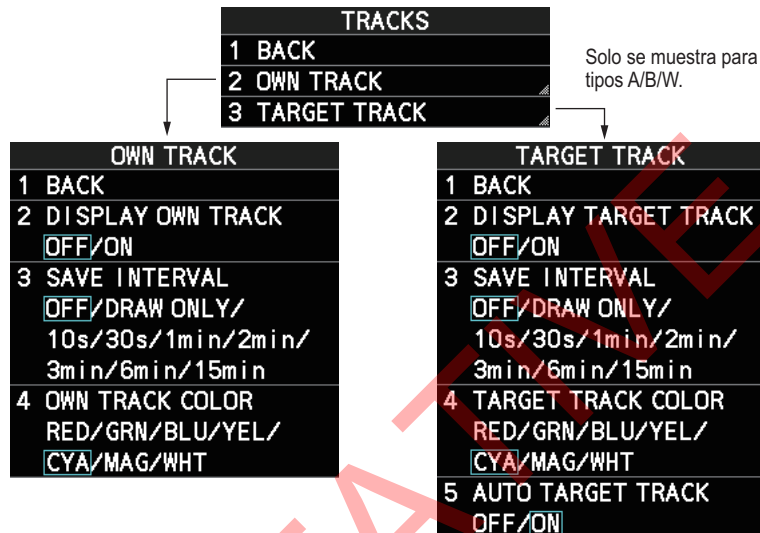 TRACKS
1 BACK
2 OWN TRACK
3 TARGET TRACK
Solo se muestra para
tipos A/B/W.
OWN TRACK
1 BACK
2 DISPLAY OWN TRACK
OFF/ON
3 SAVE INTERVAL
OFF/DRAW ONLY/
10s/30s/1min/2min/
3min/6min/15min
4 OWN TRACK COLOR
RED/GRN/BLU/YEL/
CYA/MAG/WHT
TARGET TRACK
1 BACK
2 DISPLAY TARGET TRACK
OFF/ON
3 SAVE INTERVAL
OFF/DRAW ONLY/
10s/30s/1min/2min/
3min/6min/15min
4 TARGET TRACK COLOR
RED/GRN/BLU/YEL/
CYA/MAG/WHT
5 AUTO TARGET TRACK
OFF/ON
ATIVE